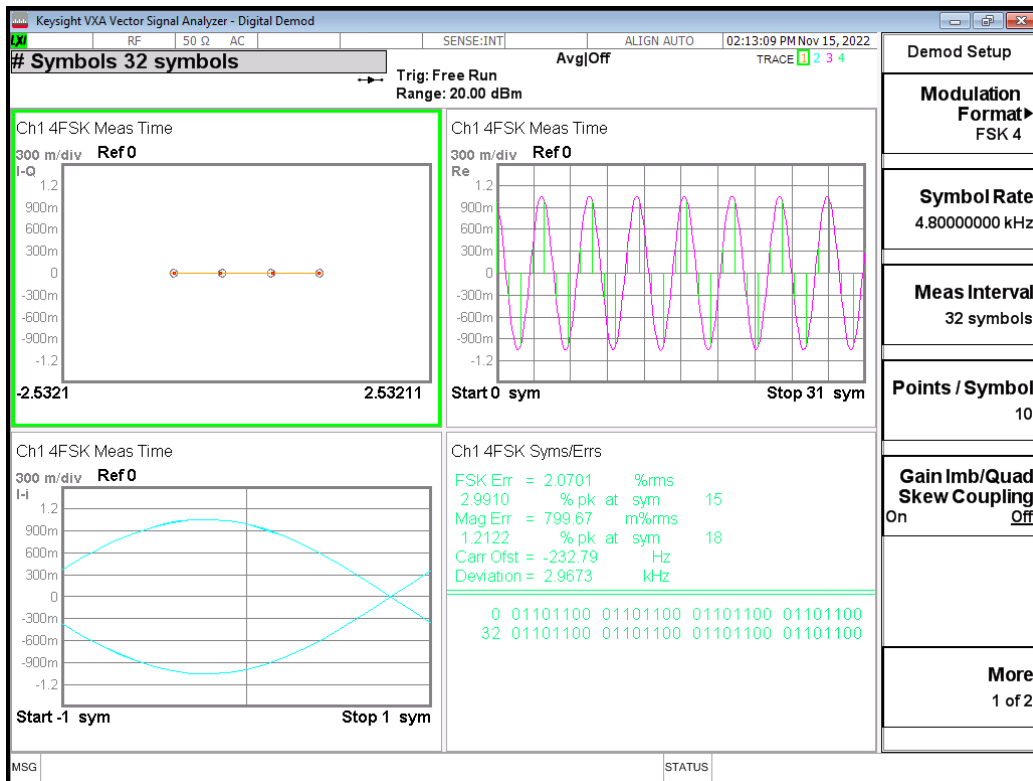 Keysight VXA Vector Signal Analyzer - Digital Demod
LXI RF 50 Ω AC SENSE:INT ALIGN AUTO 02:13:09 PM Nov 15, 2022
# Symbols 32 symbols
Trig: Free Run
Range: 20.00 dBm
Avg|Off
TRACE 1 2 3 4
Ch1 4FSK Meas Time
300 m/div Ref 0
I-Q
1.2
900m
600m
300m
0
-300m
-600m
-900m
-1.2
-2.5321 2.53211
Ch1 4FSK Meas Time
300 m/div Ref 0
Re
1.2
900m
600m
300m
0
-300m
-600m
-900m
-1.2
Start 0 sym Stop 31 sym
Ch1 4FSK Meas Time
300 m/div Ref 0
I-i
1.2
900m
600m
300m
0
-300m
-600m
-900m
-1.2
Start -1 sym Stop 1 sym
Ch1 4FSK Syms/Errs
FSK Err = 2.0701 %rms
2.9910 % pk at sym 15
Mag Err = 799.67 m%rms
1.2122 % pk at sym 18
Carr Ofst = -232.79 Hz
Deviation = 2.9673 kHz
0 01101100 01101100 01101100 01101100
32 01101100 01101100 01101100 01101100
Demod Setup
Modulation
Format
FSK 4
Symbol Rate
4.80000000 kHz
Meas Interval
32 symbols
Points / Symbol
10
Gain Imb/Quad
Skew Coupling
On Off
More
1 of 2
MSG STATUS